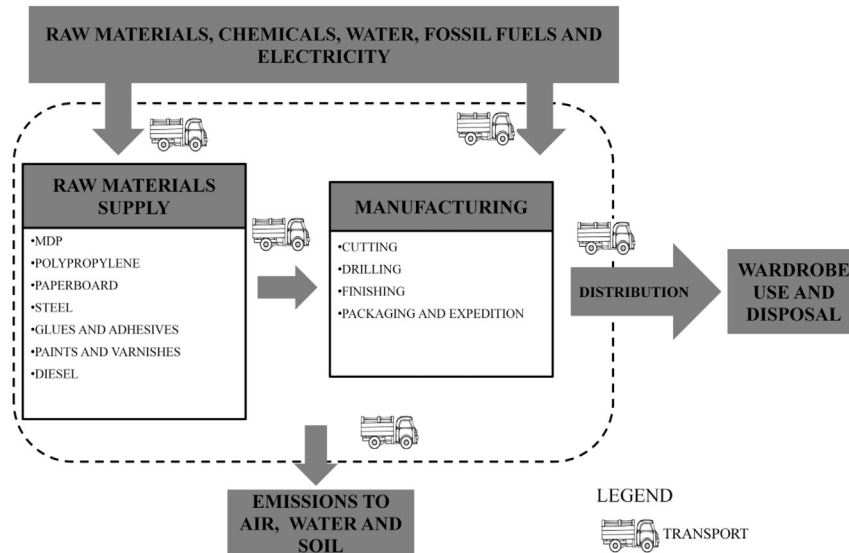 RAW MATERIALS, CHEMICALS, WATER, FOSSIL FUELS AND
ELECTRICITY
RAW MATERIALS
SUPPLY
•MDP
•POLYPROPYLENE
•PAPERBOARD
•STEEL
•GLUES AND ADHESIVES
•PAINTS AND VARNISHES
•DIESEL
MANUFACTURING
•CUTTING
•DRILLING
•FINISHING
•PACKAGING AND EXPEDITION
DISTRIBUTION
WARDROBE
USE AND
DISPOSAL
EMISSIONS TO
AIR, WATER AND
SOIL
LEGEND
TRANSPORT